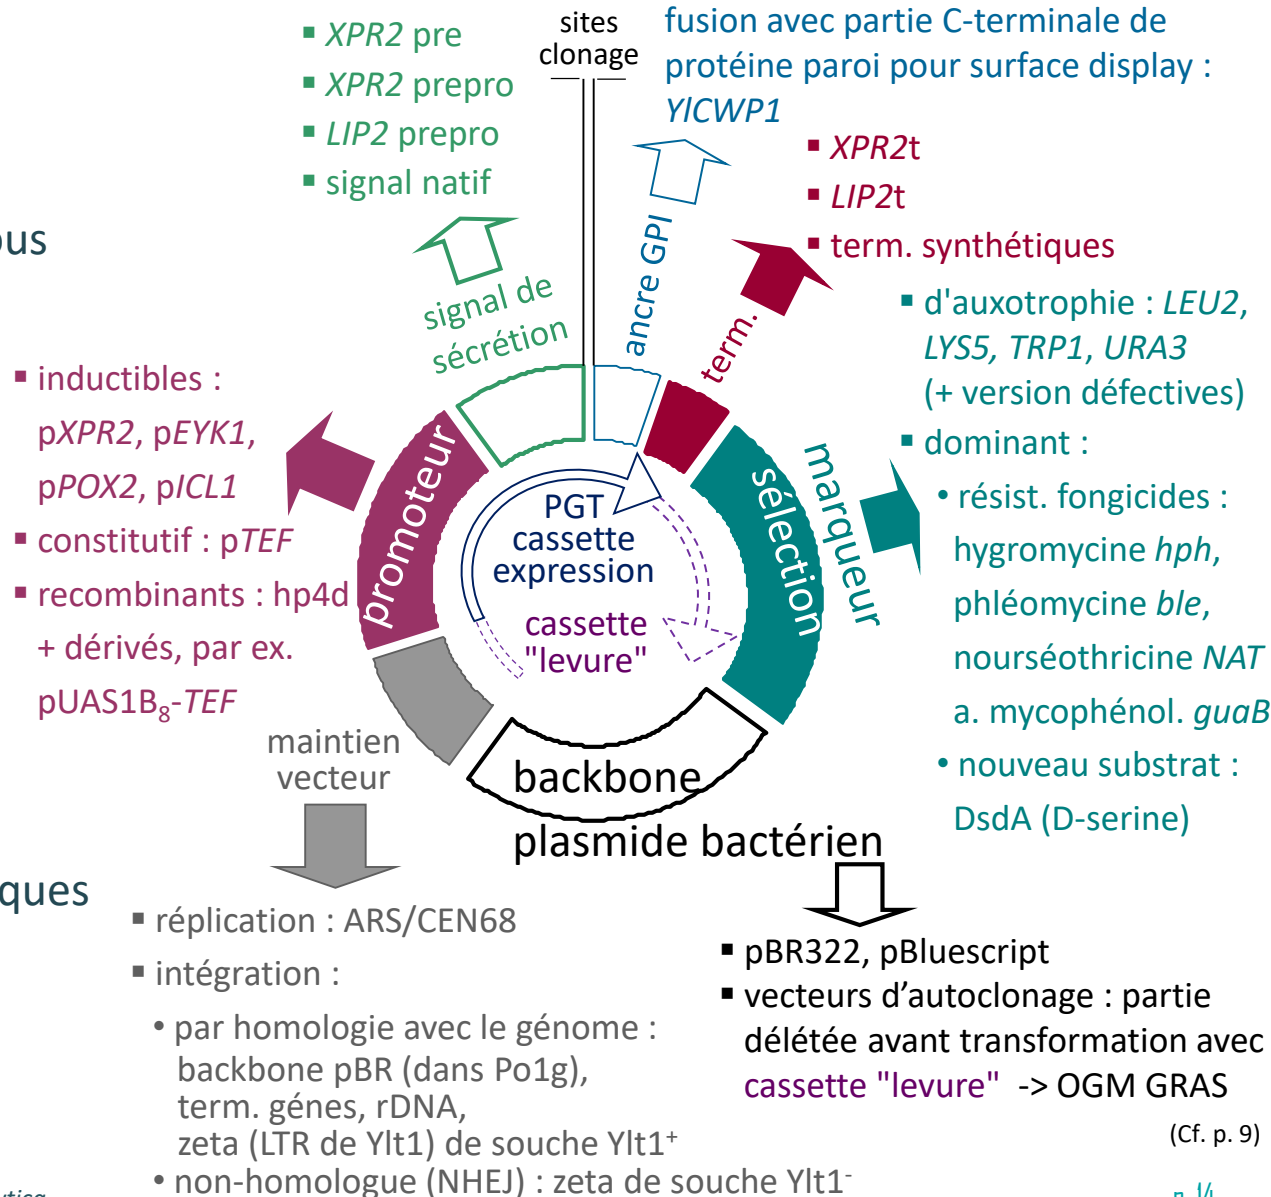 ▪ XPR2 pre
▪ XPR2 prepro
▪ LIP2 prepro
▪ signal natif
sites
clonage
fusion avec partie C-terminale de
protéine paroi pour surface display :
YlCWP1
▪ XPR2t
▪ LIP2t
▪ term. synthétiques
ous
signal de
sécrétion
ancre GPI
term.
▪ d'auxotrophie : LEU2,
LYS5, TRP1, URA3
(+ version défectives)
▪ dominant :
• résist. fongicides :
hygromycine hph,
phléomycine ble,
nourséothricine NAT
a. mycophénol. guaB
• nouveau substrat :
DsdA (D-serine)
▪ inductibles :
pXPR2, pEYK1,
pPOX2, pICL1
▪ constitutif : pTEF
▪ recombinants : hp4d
+ dérivés, par ex.
pUAS1B₈-TEF
promoteur
PGT
cassette
expression
cassette
"levure"
sélection
marqueur
maintien
vecteur
backbone
plasmide bactérien
ques
▪ réplication : ARS/CEN68
▪ intégration :
• par homologie avec le génome :
backbone pBR (dans Po1g),
term. génes, rDNA,
zeta (LTR de Ylt1) de souche Ylt1⁺
• non-homologue (NHEJ) : zeta de souche Ylt1⁻
▪ pBR322, pBluescript
▪ vecteurs d’autoclonage : partie
délétée avant transformation avec
cassette "levure" -> OGM GRAS
(Cf. p. 9)
p. 14